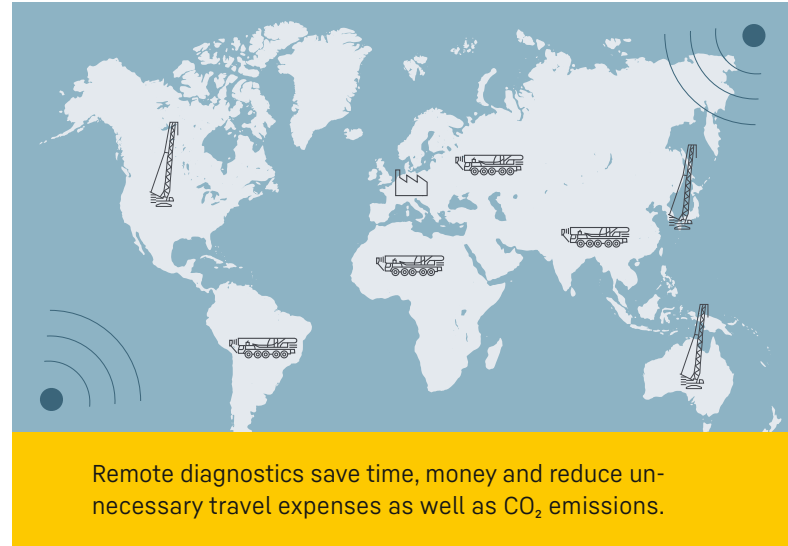 Remote diagnostics save time, money and reduce un-
necessary travel expenses as well as CO₂ emissions.